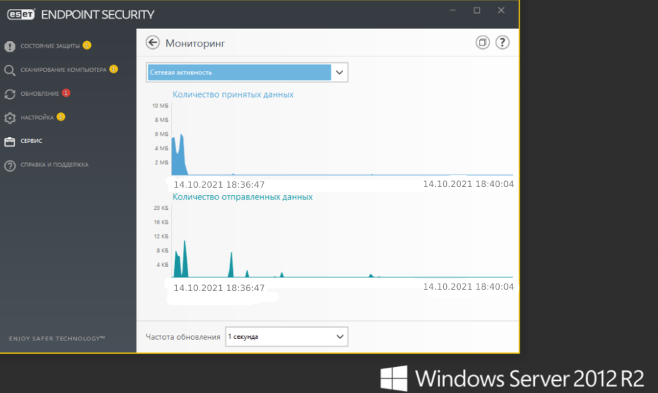 eset ENDPOINT SECURITY
СОСТОЯНИЕ ЗАЩИТЫ
СКАНИРОВАНИЕ КОМПЬЮТЕРА
ОБНОВЛЕНИЕ 1
НАСТРОЙКА
СЕРВИС
СПРАВКА И ПОДДЕРЖКА
ENJOY SAFER TECHNOLOGY™
Мониторинг
?
Сетевая активность
Количество принятых данных
10 МБ
8 МБ
6 МБ
4 МБ
2 МБ
14.10.2021 18:36:47 14.10.2021 18:40:04
Количество отправленных данных
20 КБ
16 КБ
12 КБ
8 КБ
4 КБ
14.10.2021 18:36:47 14.10.2021 18:40:04
Частота обновления 1 секунда
Windows Server 2012 R2